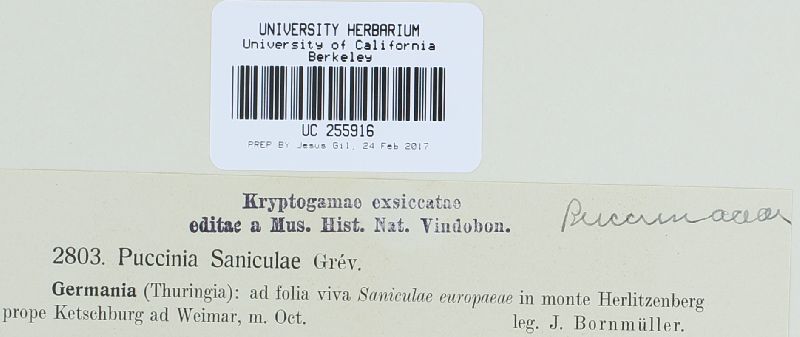 UNIVERSITY HERBARIUM
University of California
Berkeley
UC 255916
PREP BY Jesus Gil, 24 Feb 2017
Kryptogamae exsiccatae
editae a Mus. Hist. Nat. Vindobon.
Pucciniaceae
2803. Puccinia Saniculae Grév.
Germania (Thuringia): ad folia viva Saniculae europaeae in monte Herlitzenberg
prope Ketschburg ad Weimar, m. Oct. leg. J. Bornmüller.